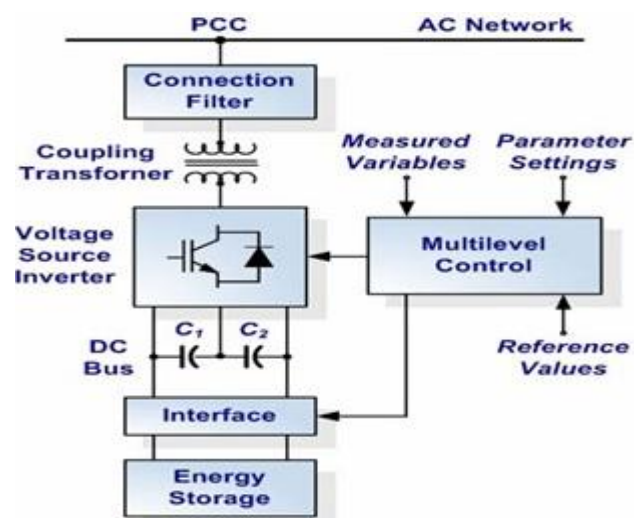 PCC
AC Network
Connection
Filter
Coupling
Transforner
Measured
Variables
Parameter
Settings
Voltage
Source
Inverter
Multilevel
Control
C₁
C₂
DC
Bus
Reference
Values
Interface
Energy
Storage